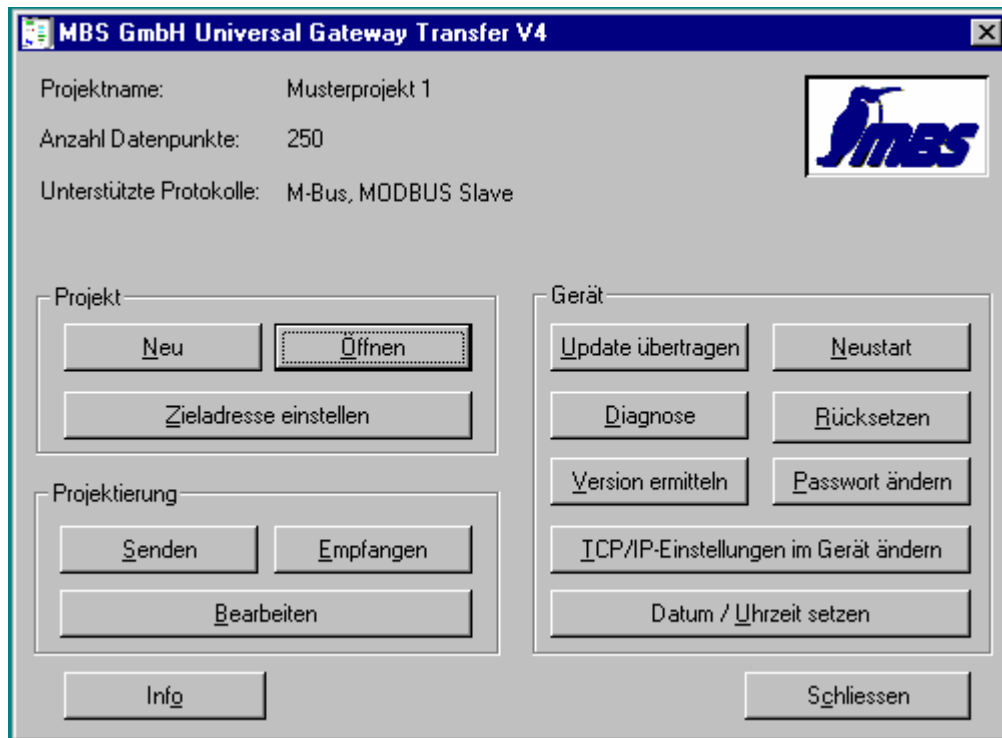 MBS GmbH Universal Gateway Transfer V4
Projektname: Musterprojekt 1
Anzahl Datenpunkte: 250
Unterstützte Protokolle: M-Bus, MODBUS Slave
MBS
Projekt
Neu Öffnen
Zieladresse einstellen
Projektierung
Senden Empfangen
Bearbeiten
Info
Gerät
Update übertragen Neustart
Diagnose Rücksetzen
Version ermitteln Passwort ändern
TCP/IP-Einstellungen im Gerät ändern
Datum / Uhrzeit setzen
Schliessen